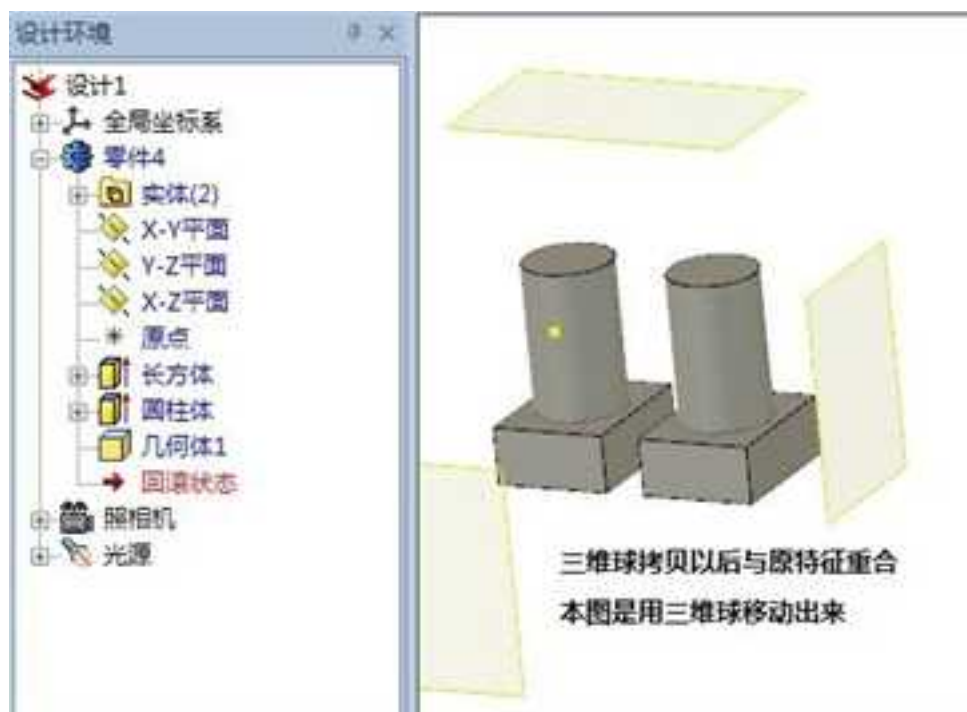 设计环境
设计1
全局坐标系
零件4
实体(2)
X-Y平面
Y-Z平面
X-Z平面
原点
长方体
圆柱体
几何体1
回滚状态
照相机
光源
三维球拷贝以后与原特征重合
本图是用三维球移动出来